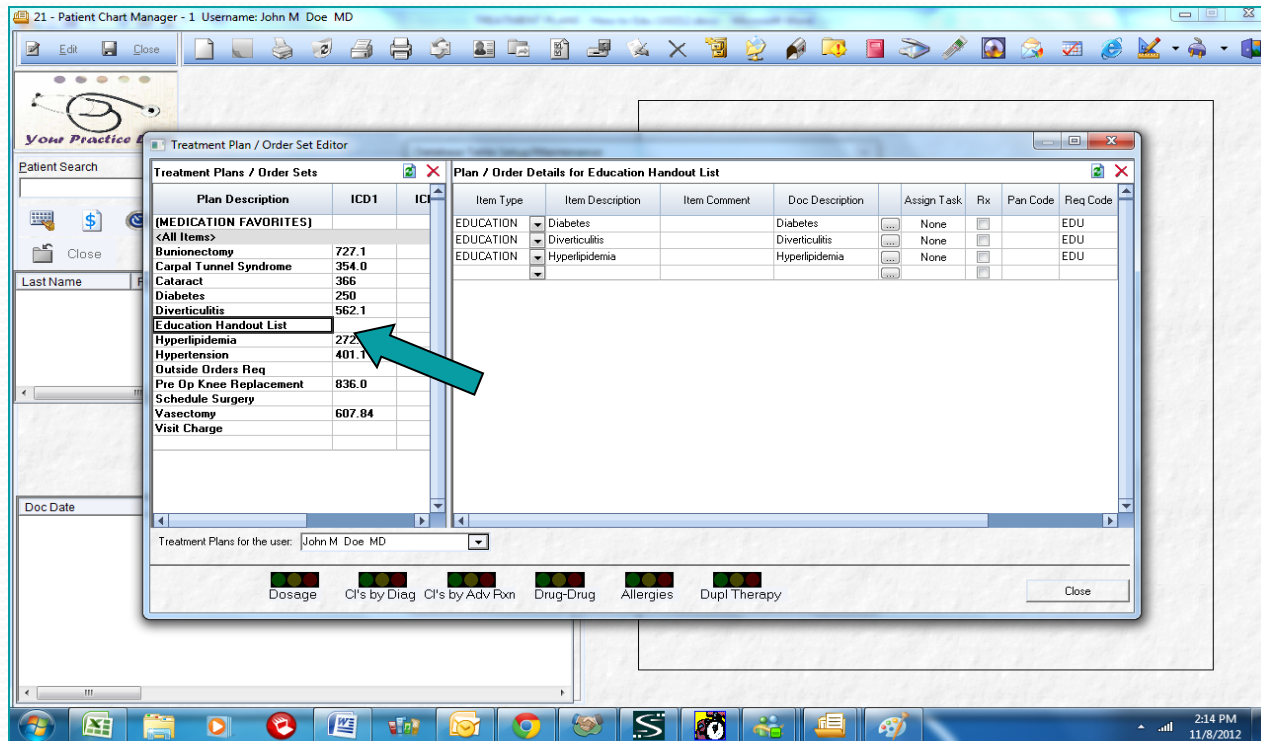 21 - Patient Chart Manager - 1 Username: John M Doe MD
Edit Close
Your Practice
Patient Search
Close
Last Name
Doc Date
Treatment Plan / Order Set Editor
Treatment Plans / Order Sets
Plan Description ICD1
(MEDICATION FAVORITES)
<All Items>
Bunionectomy 727.1
Carpal Tunnel Syndrome 354.0
Cataract 366
Diabetes 250
Diverticulitis 562.1
Education Handout List
Hyperlipidemia 272.
Hypertension 401.1
Outside Orders Req
Pre Op Knee Replacement 836.0
Schedule Surgery
Vasectomy 607.84
Visit Charge
Plan / Order Details for Education Handout List
Item Type Item Description Item Comment Doc Description Assign Task Rx Pan Code Req Code
EDUCATION Diabetes Diabetes ... None EDU
EDUCATION Diverticulitis Diverticulitis ... None EDU
EDUCATION Hyperlipidemia Hyperlipidemia ... None EDU
...
Treatment Plans for the user: John M Doe MD
Dosage CI's by Diag CI's by Adv Rxn Drug-Drug Allergies Dupl Therapy
Close
2:14 PM
11/8/2012